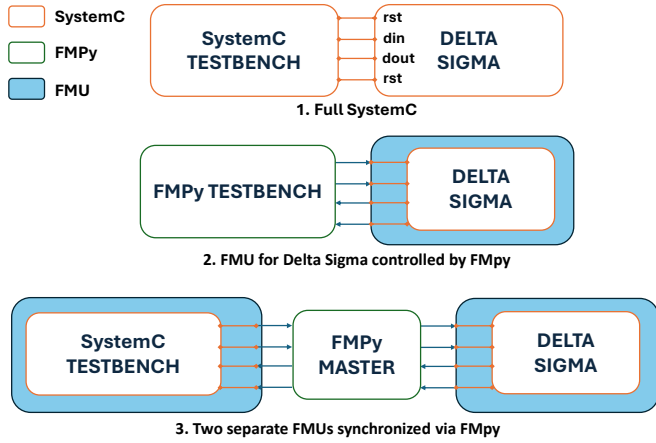 SystemC
FMPy
FMU
SystemC
TESTBENCH
rst
din
dout
rst
DELTA
SIGMA
1. Full SystemC
FMPy TESTBENCH
DELTA
SIGMA
2. FMU for Delta Sigma controlled by FMpy
SystemC
TESTBENCH
FMPy
MASTER
DELTA
SIGMA
3. Two separate FMUs synchronized via FMpy